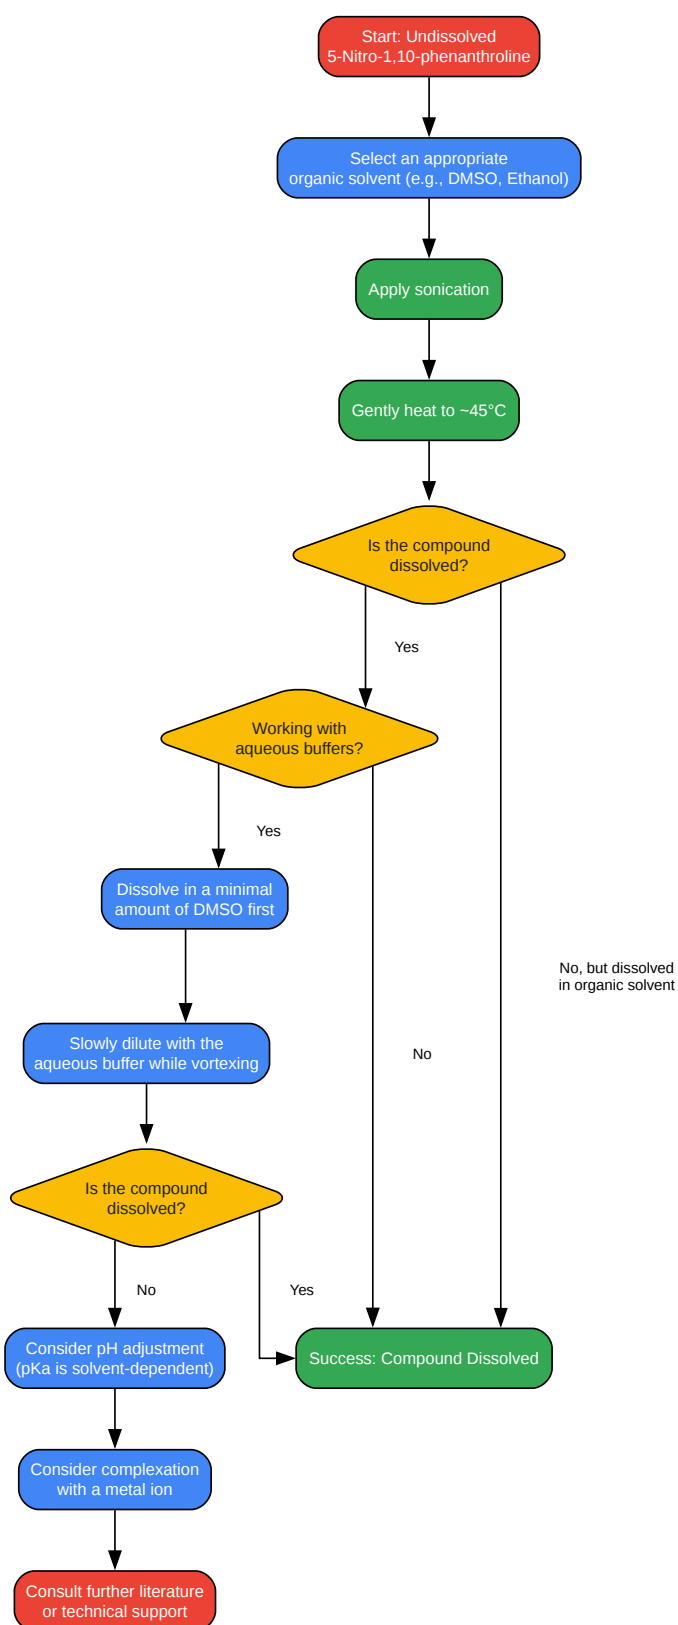 Start: Undissolved
5-Nitro-1,10-phenanthroline
Select an appropriate
organic solvent (e.g., DMSO, Ethanol)
Apply sonication
Gently heat to ~45°C
Is the compound
dissolved?
Yes
Working with
aqueous buffers?
Yes
Dissolve in a minimal
amount of DMSO first
No, but dissolved
in organic solvent
Slowly dilute with the
aqueous buffer while vortexing
No
Is the compound
dissolved?
No
Yes
Consider pH adjustment
(pKa is solvent-dependent)
Success: Compound Dissolved
Consider complexation
with a metal ion
Consult further literature
or technical support